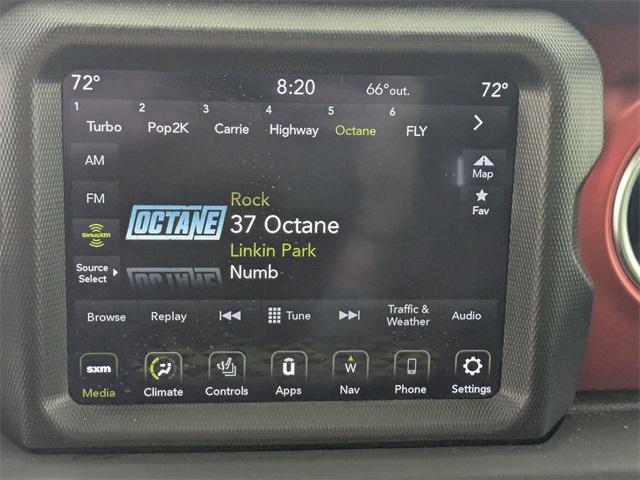 72° 8:20 66°out. 72°
1 Turbo 2 Pop2K 3 Carrie 4 Highway 5 Octane 6 FLY
AM
Map
FM
Fav
SiriusXM
OCTANE
Rock
37 Octane
Linkin Park
Numb
Source
Select
Browse Replay Tune Traffic &
Weather Audio
sxm u W
Media Climate Controls Apps Nav Phone Settings